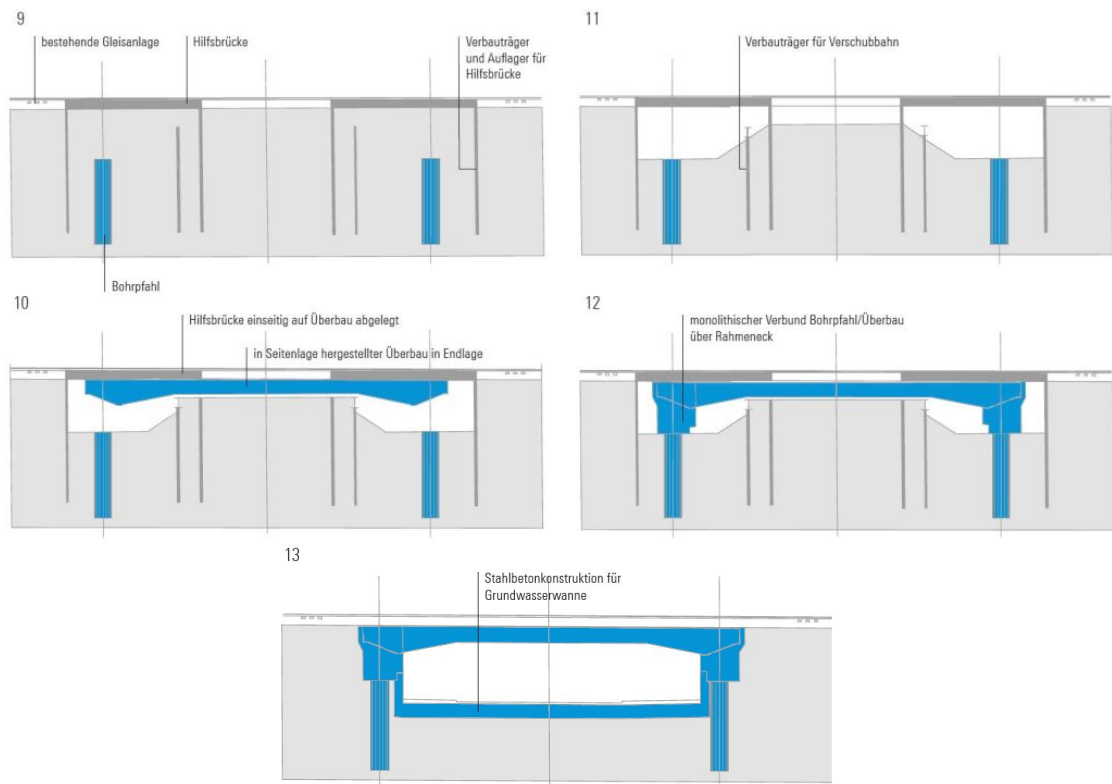 9
bestehende Gleisanlage
Hilfsbrücke
Verbauträger
und Auflager für
Hilfsbrücke
Bohrpfahl
11
Verbauträger für Verschubbahn
10
Hilfsbrücke einseitig auf Überbau abgelegt
in Seitenlage hergestellter Überbau in Endlage
12
monolithischer Verbund Bohrpfahl/Überbau
über Rahmeneck
13
Stahlbetonkonstruktion für
Grundwasserwanne